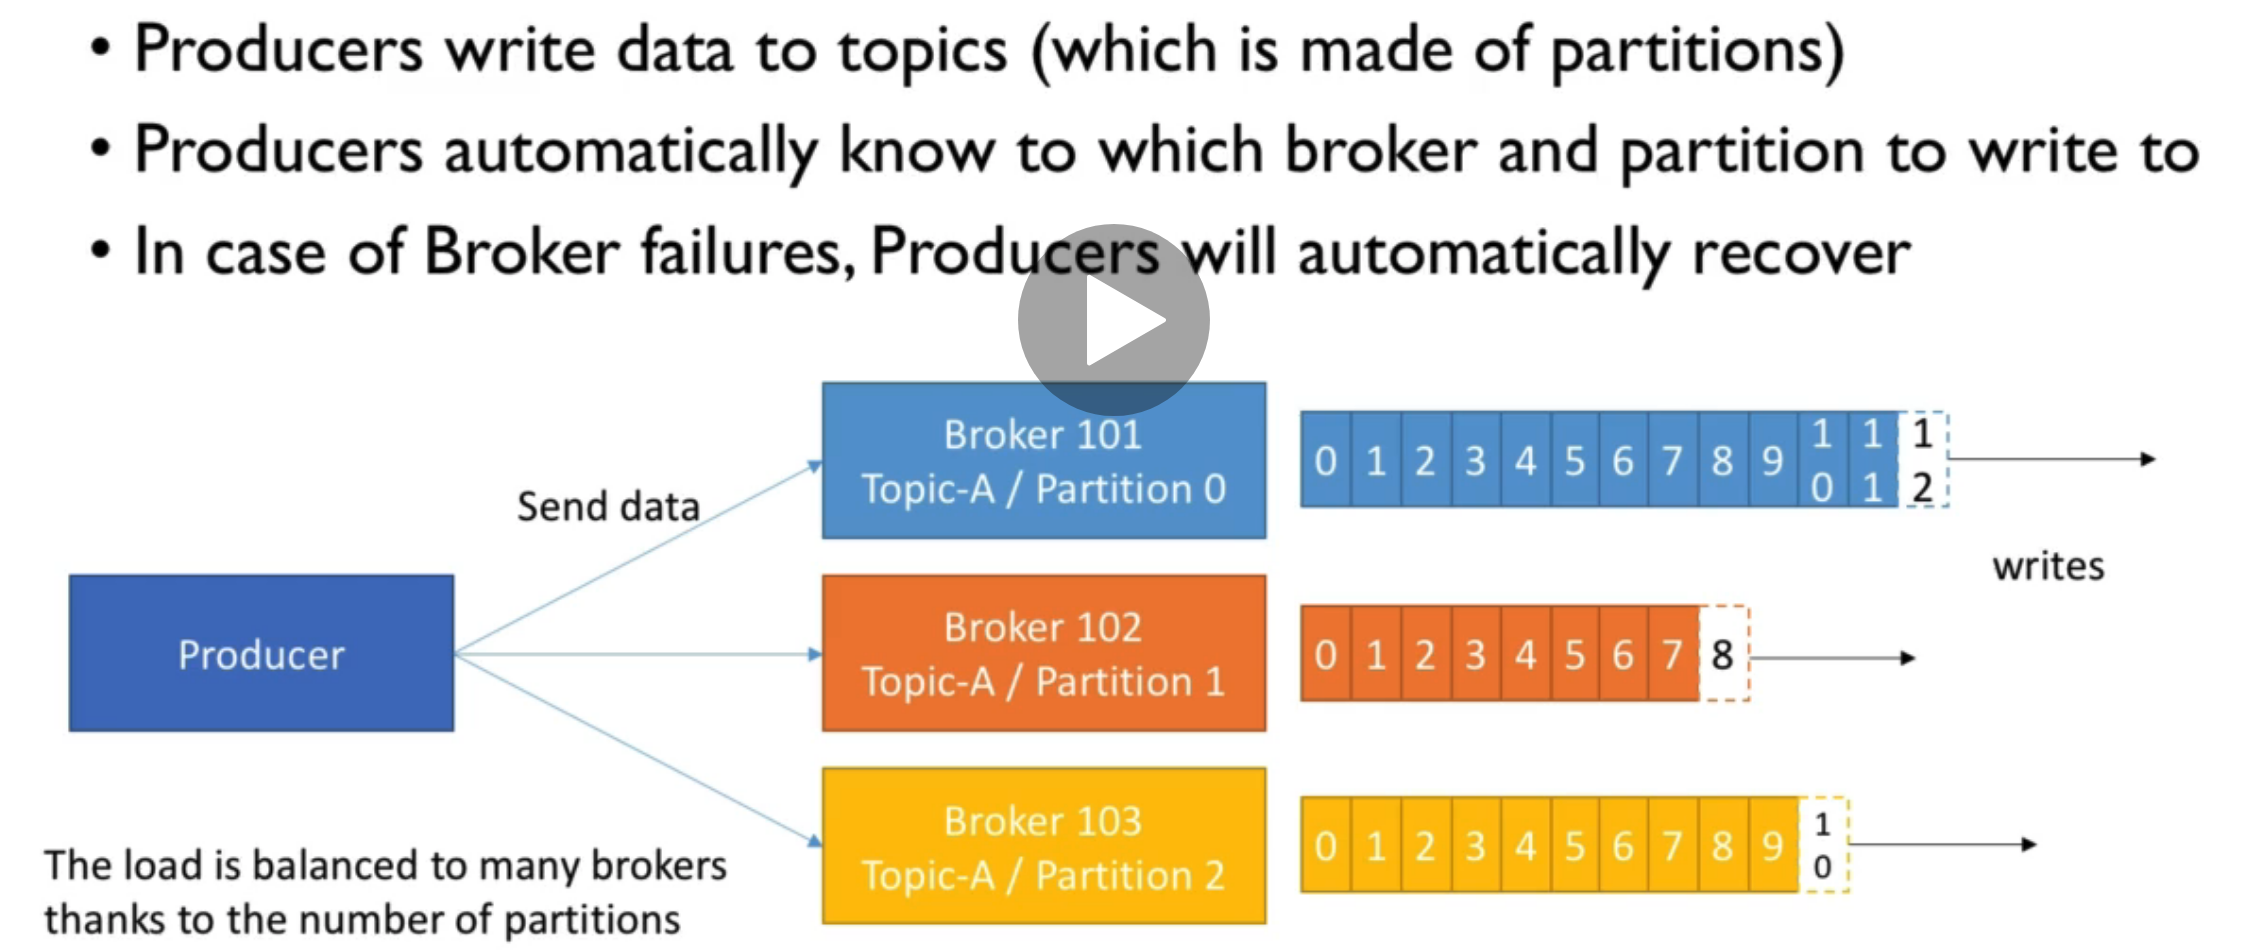 • Producers write data to topics (which is made of partitions)
• Producers automatically know to which broker and partition to write to
• In case of Broker failures, Producers will automatically recover
Send data
Producer
The load is balanced to many brokers
thanks to the number of partitions
Broker 101
Topic-A / Partition 0
0 1 2 3 4 5 6 7 8 9 10 11 12
writes
Broker 102
Topic-A / Partition 1
0 1 2 3 4 5 6 7 8
Broker 103
Topic-A / Partition 2
0 1 2 3 4 5 6 7 8 9 10